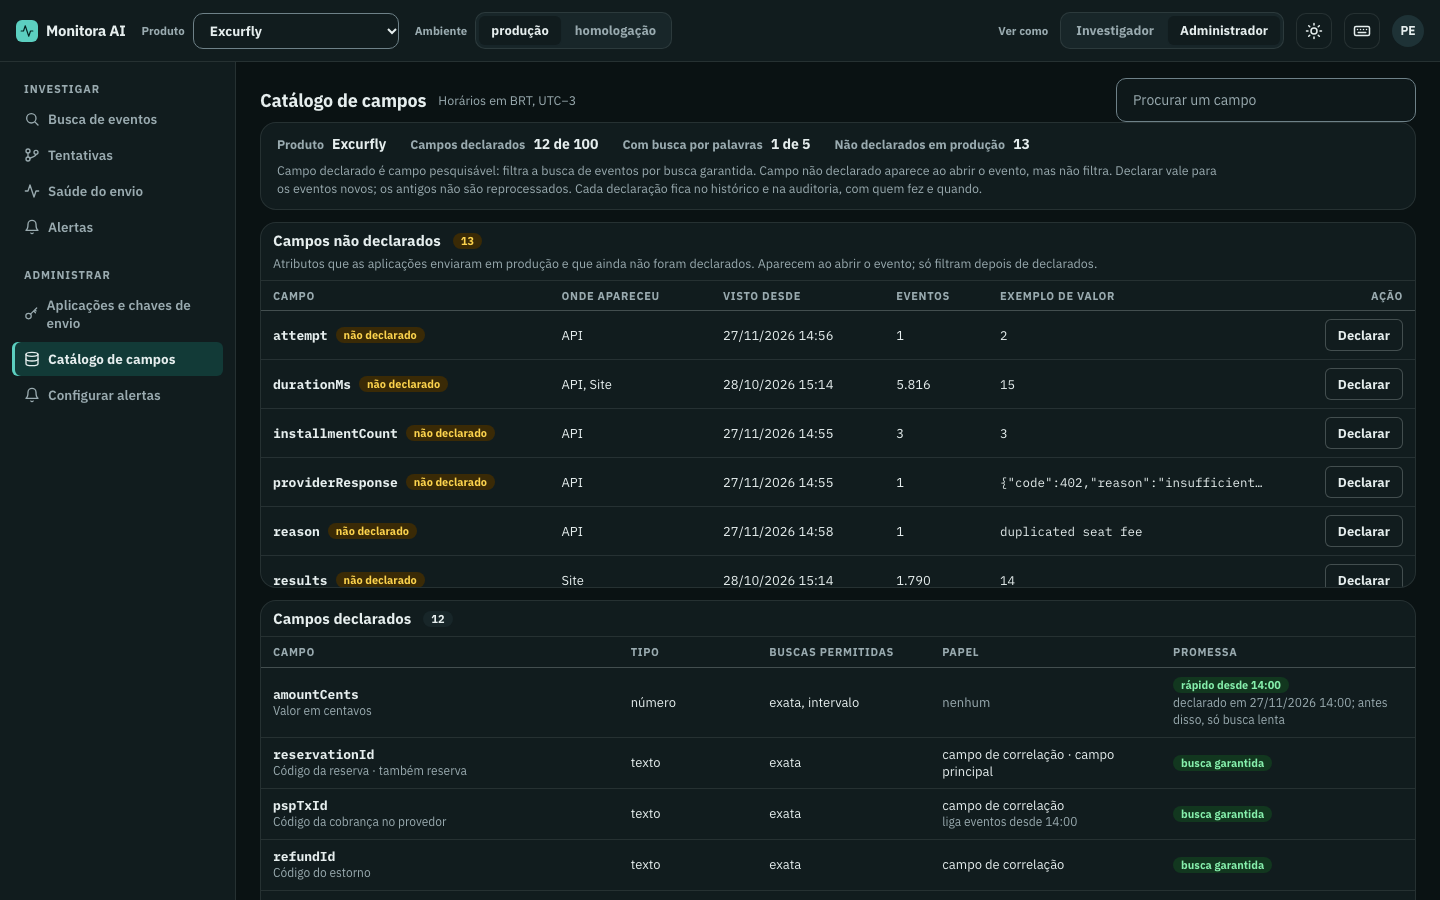 Monitora AI
Produto
Excurfly
Ambiente
produção
homologação
Ver como
Investigador
Administrador
PE
INVESTIGAR
Busca de eventos
Tentativas
Saúde do envio
Alertas
ADMINISTRAR
Aplicações e chaves de
envio
Catálogo de campos
Configurar alertas
Catálogo de campos
Horários em BRT, UTC−3
Procurar um campo
Produto Excurfly
Campos declarados 12 de 100
Com busca por palavras 1 de 5
Não declarados em produção 13
Campo declarado é campo pesquisável: filtra a busca de eventos por busca garantida. Campo não declarado aparece ao abrir o evento, mas não filtra. Declarar vale para
os eventos novos; os antigos não são reprocessados. Cada declaração fica no histórico e na auditoria, com quem fez e quando.
Campos não declarados 13
Atributos que as aplicações enviaram em produção e que ainda não foram declarados. Aparecem ao abrir o evento; só filtram depois de declarados.
CAMPO ONDE APARECEU VISTO DESDE EVENTOS EXEMPLO DE VALOR AÇÃO
attempt não declarado API 27/11/2026 14:56 1 2 Declarar
durationMs não declarado API, Site 28/10/2026 15:14 5.816 15 Declarar
installmentCount não declarado API 27/11/2026 14:55 3 3 Declarar
providerResponse não declarado API 27/11/2026 14:55 1 {"code":402,"reason":"insufficient… Declarar
reason não declarado API 27/11/2026 14:58 1 duplicated seat fee Declarar
results não declarado Site 28/10/2026 15:14 1.790 14 Declarar
Campos declarados 12
CAMPO TIPO BUSCAS PERMITIDAS PAPEL PROMESSA
amountCents
Valor em centavos
número
exata, intervalo
nenhum
rápido desde 14:00
declarado em 27/11/2026 14:00; antes
disso, só busca lenta
reservationId
Código da reserva · também reserva
texto
exata
campo de correlação · campo
principal
busca garantida
pspTxId
Código da cobrança no provedor
texto
exata
campo de correlação
liga eventos desde 14:00
busca garantida
refundId
Código do estorno
texto
exata
campo de correlação
busca garantida